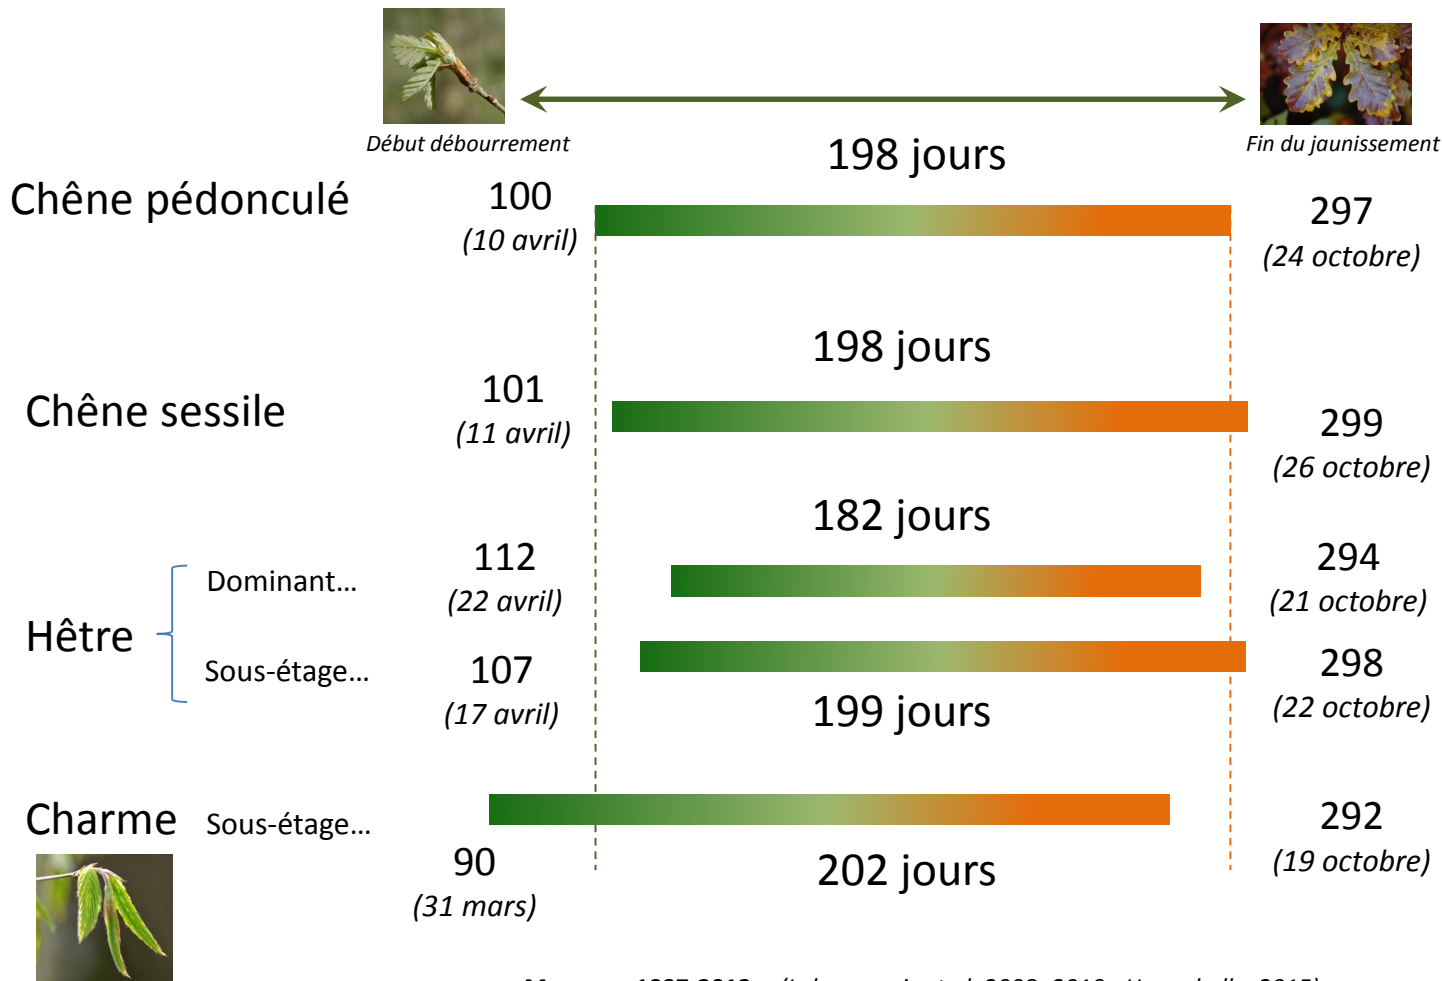 Début débourrement
Fin du jaunissement
198 jours
Chêne pédonculé
100
(10 avril)
297
(24 octobre)
198 jours
Chêne sessile
101
(11 avril)
299
(26 octobre)
182 jours
Hêtre
Dominant...
112
(22 avril)
294
(21 octobre)
Sous-étage...
107
(17 avril)
298
(22 octobre)
199 jours
Charme
Sous-étage...
90
(31 mars)
292
(19 octobre)
202 jours